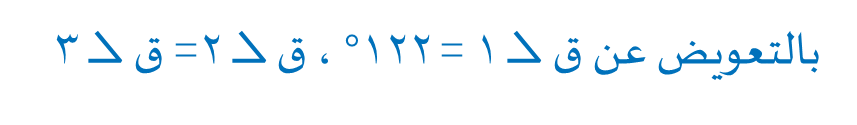 بالتعويض عن ق ∠ ١ = ١٢٢° ، ق ∠ ٢ = ق ∠ ٣